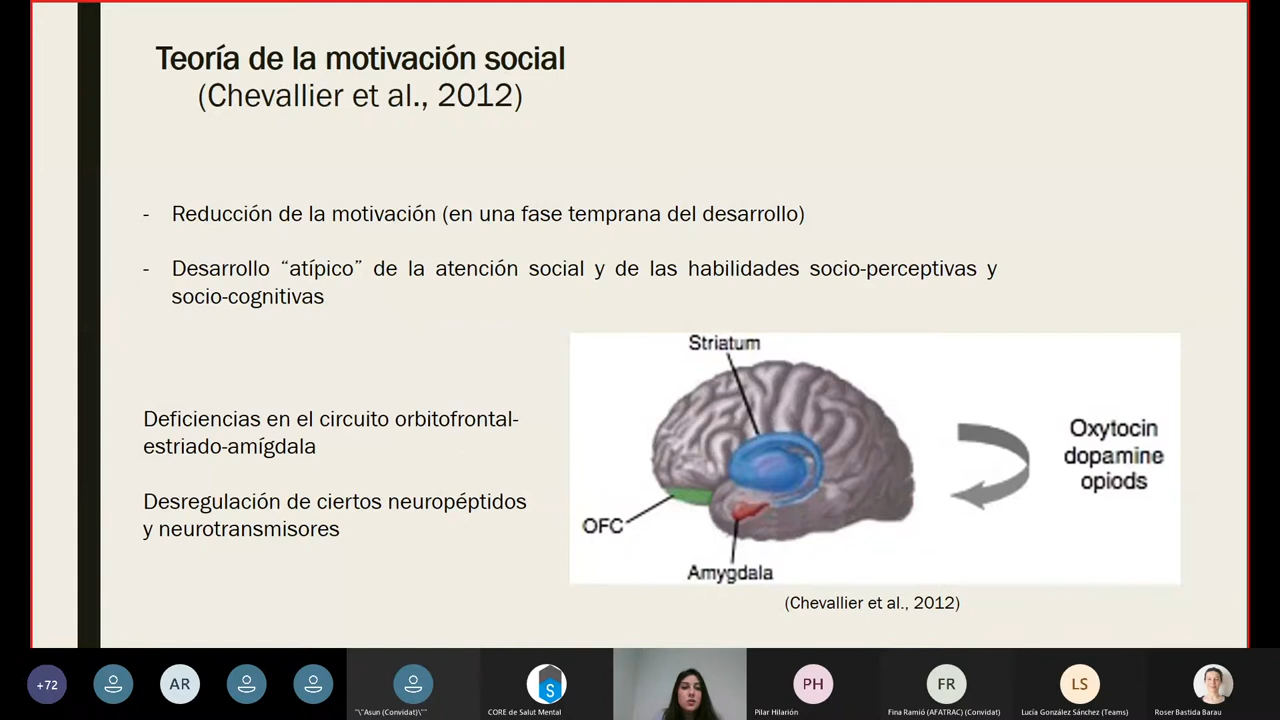 Teoría de la motivación social
(Chevallier et al., 2012)
- Reducción de la motivación (en una fase temprana del desarrollo)
- Desarrollo “atípico” de la atención social y de las habilidades socio-perceptivas y
socio-cognitivas
Deficiencias en el circuito orbitofrontal-
estriado-amígdala
Desregulación de ciertos neuropéptidos
y neurotransmisores
Striatum
OFC
Amygdala
Oxytocin
dopamine
opiods
(Chevallier et al., 2012)
+72
AR
"\"Asun (Convidat)\""
S
CORE de Salut Mental
PH
Pilar Hilarión
FR
Fina Ramió (AFATRAC) (Convidat)
LS
Lucía González Sánchez (Teams)
Roser Bastida Barau